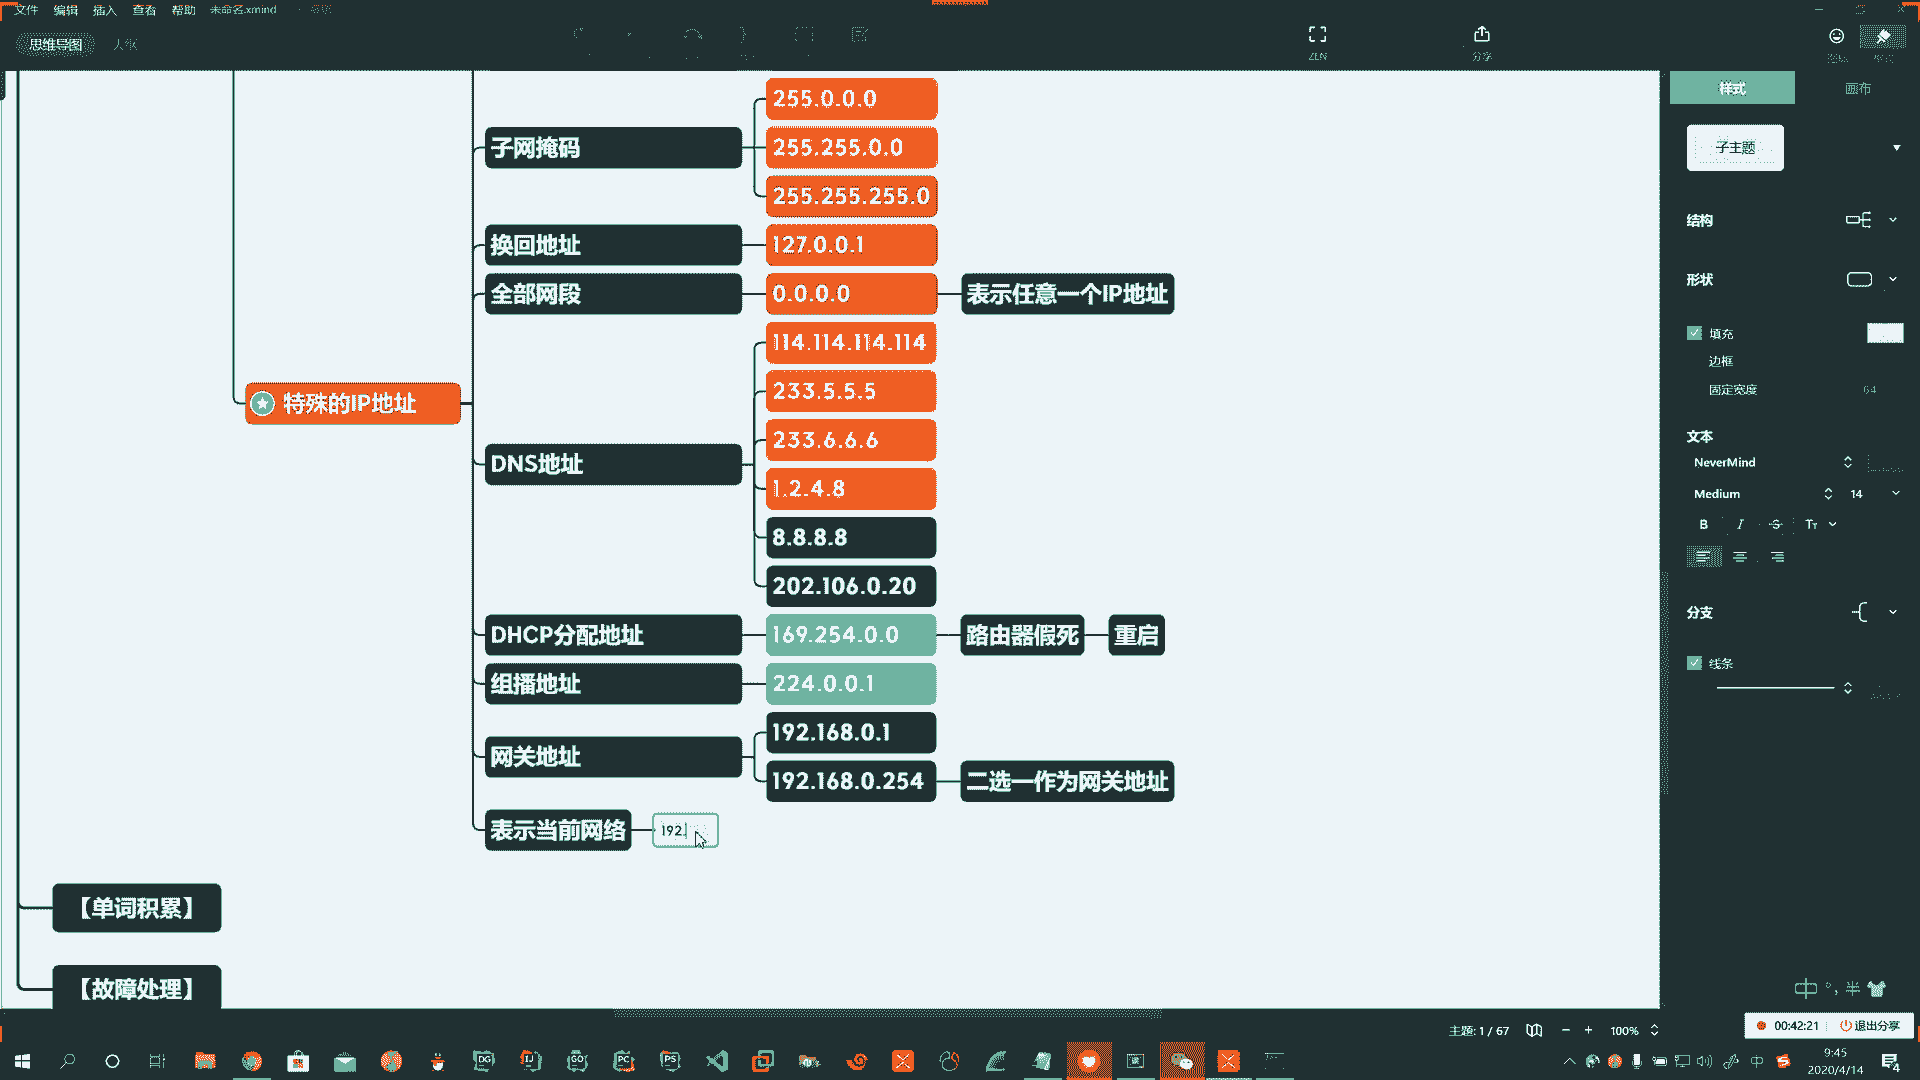 文件 编辑 插入 查看 帮助 未命名.xmind
思维导图
ZEN
分享
样式 画布
子主题
结构
形状
填充
边框
固定宽度 64
文本
NeverMind
Medium 14
B I S Tт
分支
线条
特殊的IP地址
子网掩码
255.0.0.0
255.255.0.0
255.255.255.0
换回地址
127.0.0.1
全部网段
0.0.0.0
表示任意一个IP地址
DNS地址
114.114.114.114
233.5.5.5
233.6.6.6
1.2.4.8
8.8.8.8
202.106.0.20
DHCP分配地址
169.254.0.0
路由器假死
重启
组播地址
224.0.0.1
网关地址
192.168.0.1
192.168.0.254
二选一作为网关地址
表示当前网络
192.
【单词积累】
【故障处理】
中 °, 半
主题: 1 / 67 100%
00:42:21 退出分享
DG IJ GO PC PS
中
9:45
2020/4/14
4